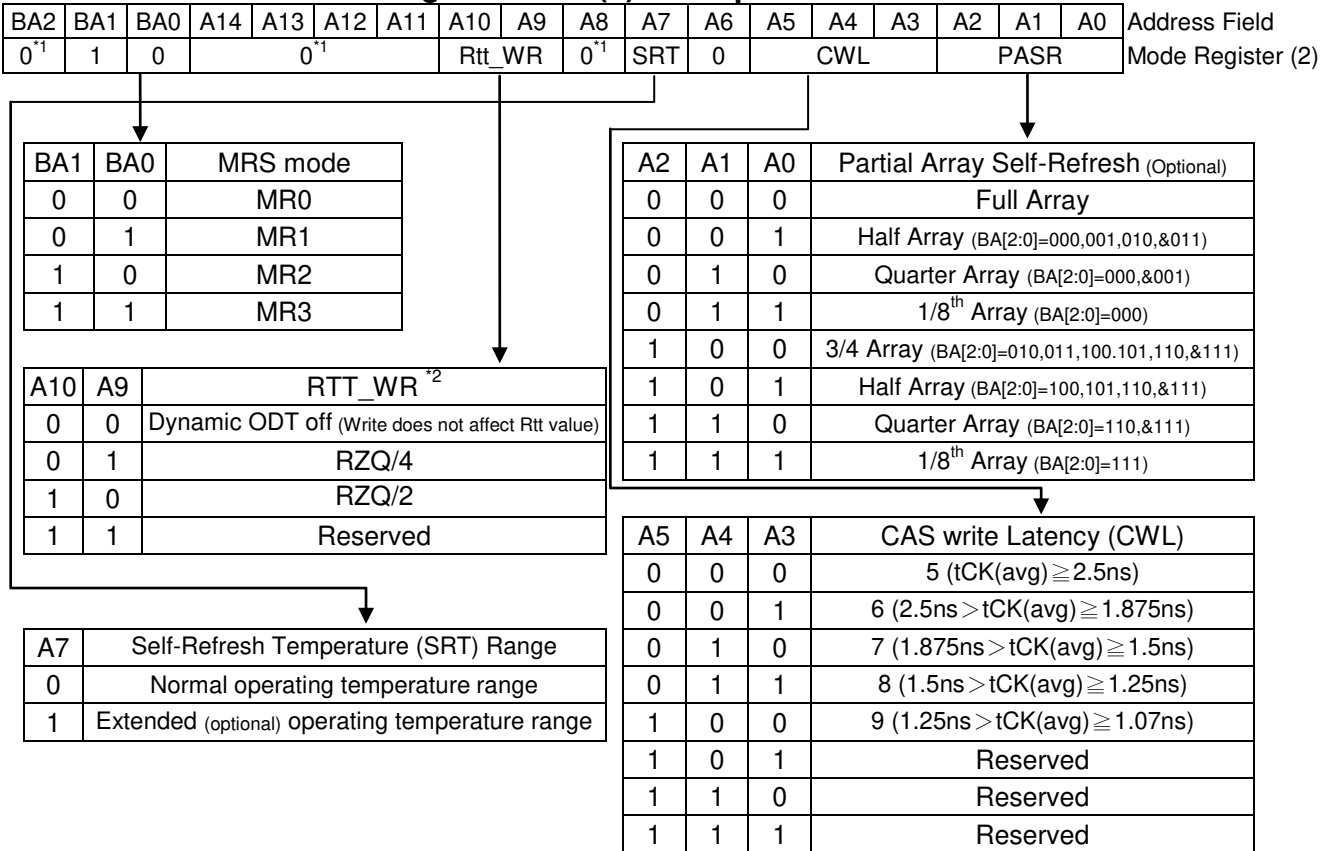 BA2 BA1 BA0 A14 A13 A12 A11 A10 A9 A8 A7 A6 A5 A4 A3 A2 A1 A0 Address Field
0*1 1 0 0*1 Rtt_WR 0*1 SRT 0 CWL PASR Mode Register (2)
BA1 BA0 MRS mode
0 0 MR0
0 1 MR1
1 0 MR2
1 1 MR3
A10 A9 RTT_WR *2
0 0 Dynamic ODT off (Write does not affect Rtt value)
0 1 RZQ/4
1 0 RZQ/2
1 1 Reserved
A7 Self-Refresh Temperature (SRT) Range
0 Normal operating temperature range
1 Extended (optional) operating temperature range
A2 A1 A0 Partial Array Self-Refresh (Optional)
0 0 0 Full Array
0 0 1 Half Array (BA[2:0]=000,001,010,&011)
0 1 0 Quarter Array (BA[2:0]=000,&001)
0 1 1 1/8th Array (BA[2:0]=000)
1 0 0 3/4 Array (BA[2:0]=010,011,100.101,110,&111)
1 0 1 Half Array (BA[2:0]=100,101,110,&111)
1 1 0 Quarter Array (BA[2:0]=110,&111)
1 1 1 1/8th Array (BA[2:0]=111)
A5 A4 A3 CAS write Latency (CWL)
0 0 0 5 (tCK(avg)≧2.5ns)
0 0 1 6 (2.5ns>tCK(avg)≧1.875ns)
0 1 0 7 (1.875ns>tCK(avg)≧1.5ns)
0 1 1 8 (1.5ns>tCK(avg)≧1.25ns)
1 0 0 9 (1.25ns>tCK(avg)≧1.07ns)
1 0 1 Reserved
1 1 0 Reserved
1 1 1 Reserved